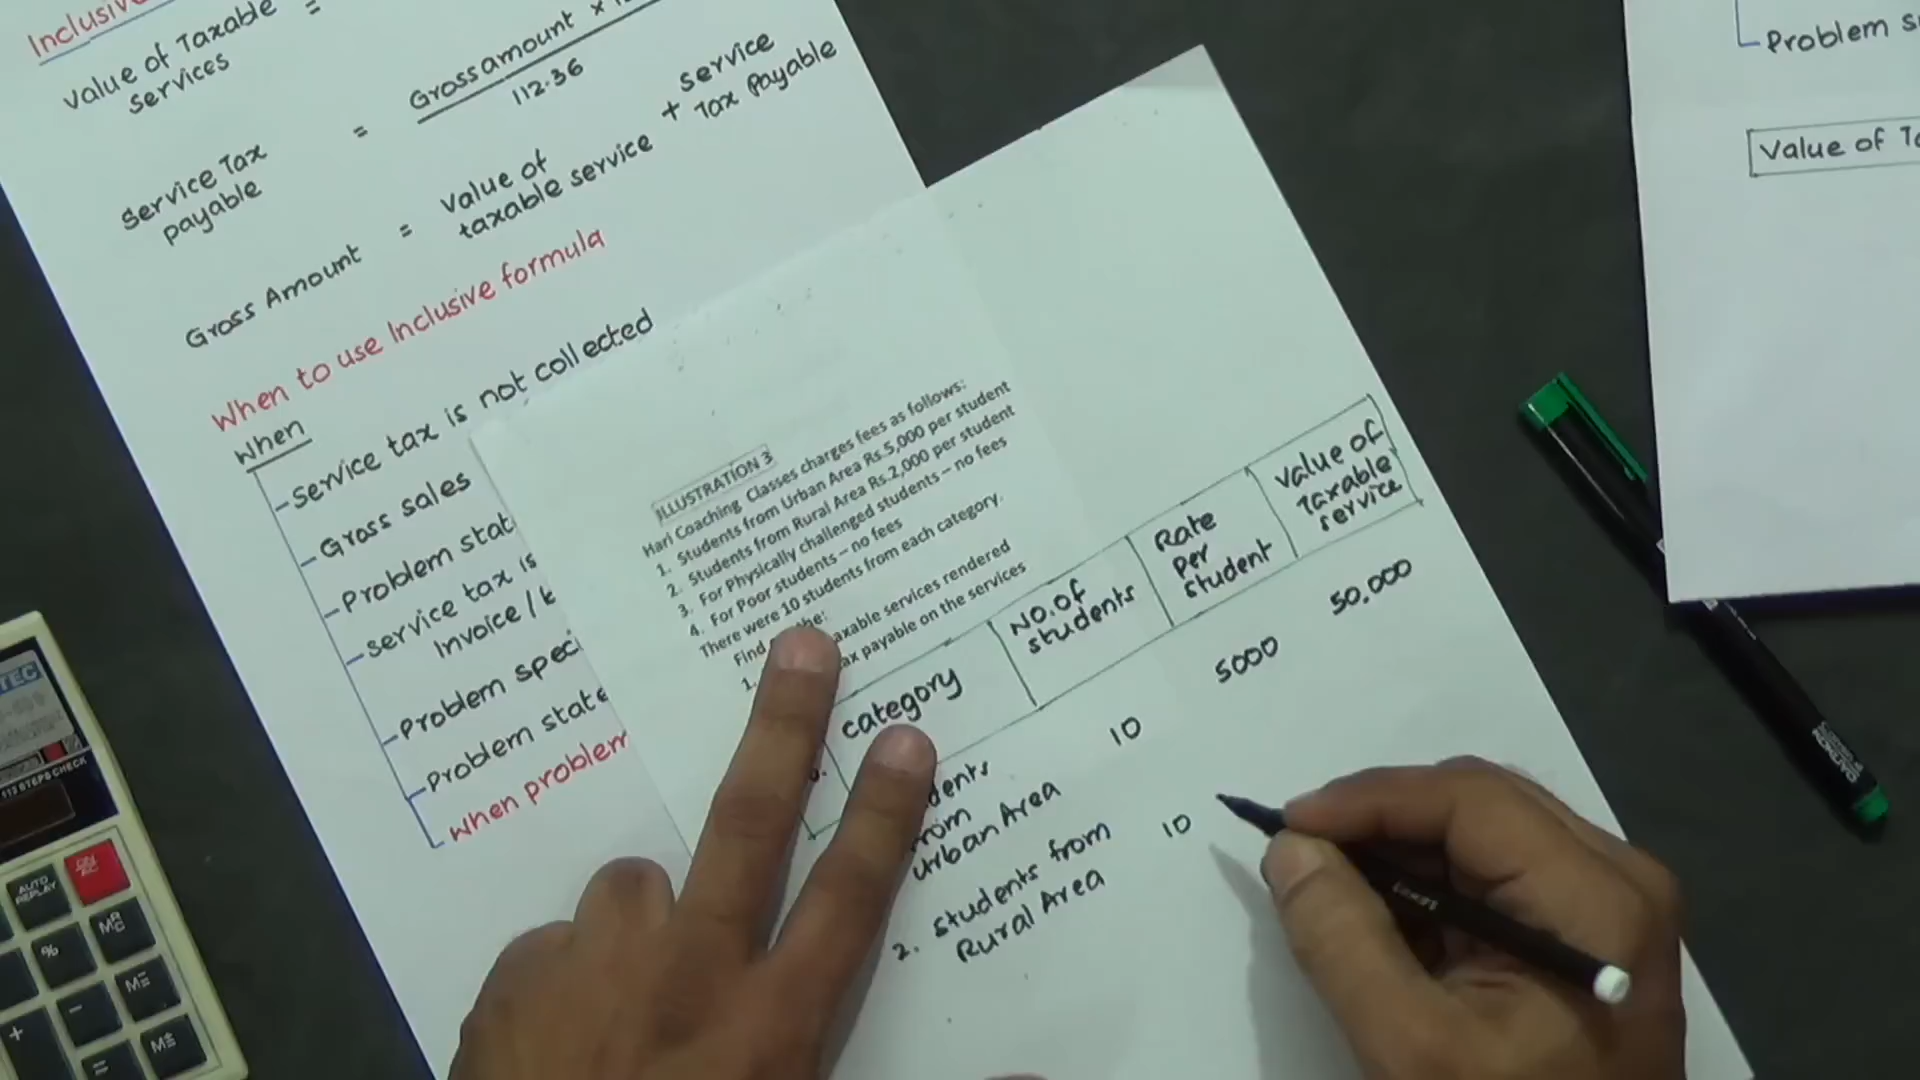 Inclusive
Value of Taxable =
Services
Service Tax
payable
=
Gross amount ×
112.36
Gross Amount
=
Value of
taxable service
+ service
Tax Payable
When to use Inclusive formula
When
Service tax is not collected
Gross sales
Problem
service tax is
Invoice /
Problem
Problem
When problem
ILLUSTRATION 3
Hari Coaching Classes charges fees as follows:
1. Students from Urban Area Rs.5,000 per student
2. Students from Rural Area Rs.2,000 per student
3. For Physically challenged students – no fees
4. For Poor students – no fees
There were 10 students from each category.
Find the:
1. taxable services rendered
tax payable on the services
category
No. of
students
Rate
per
student
Value of
Taxable
service
from
Urban Area
10
5000
50,000
2. Students from
Rural Area
10
Problem
Value of
AUTO
REPLAY
%
+
-
=